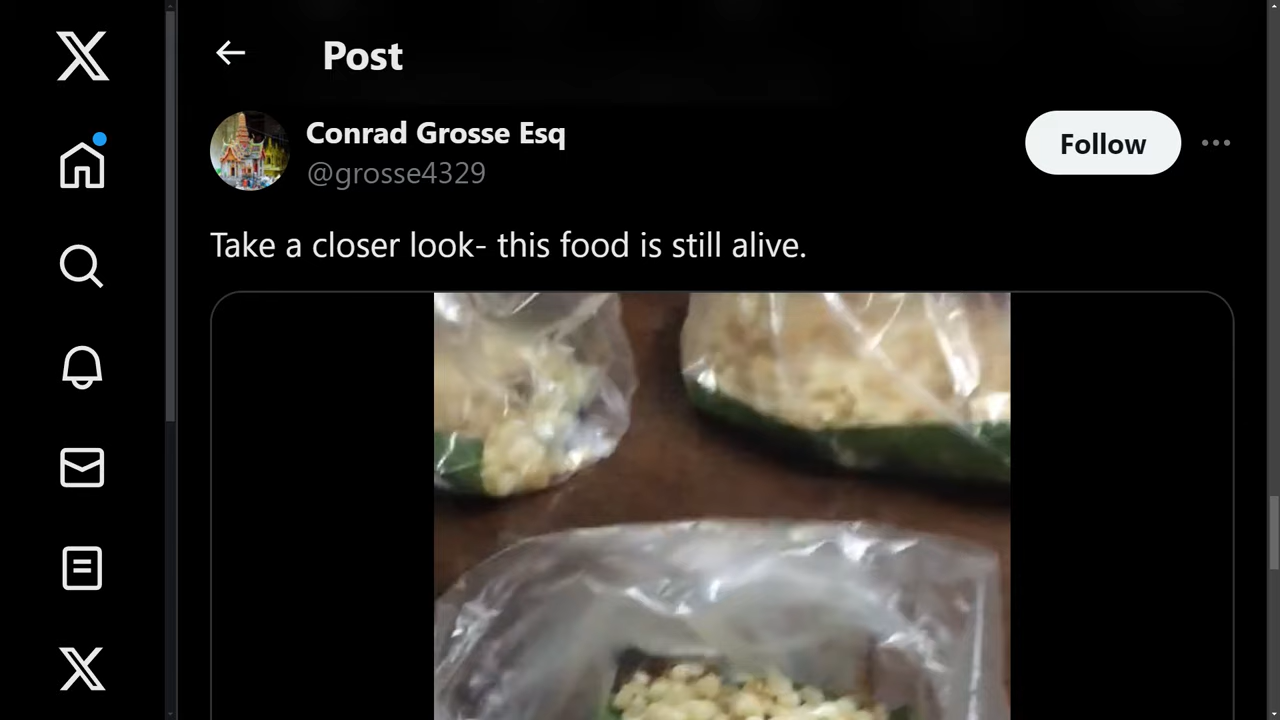 Post
Conrad Grosse Esq
@grosse4329
Follow
Take a closer look- this food is still alive.